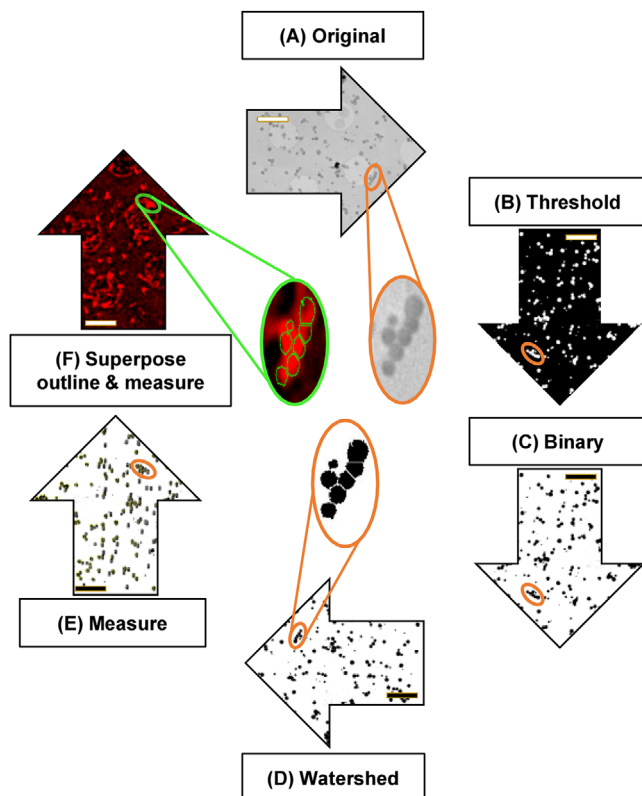 (A) Original
(B) Threshold
(C) Binary
(D) Watershed
(E) Measure
(F) Superpose
outline & measure